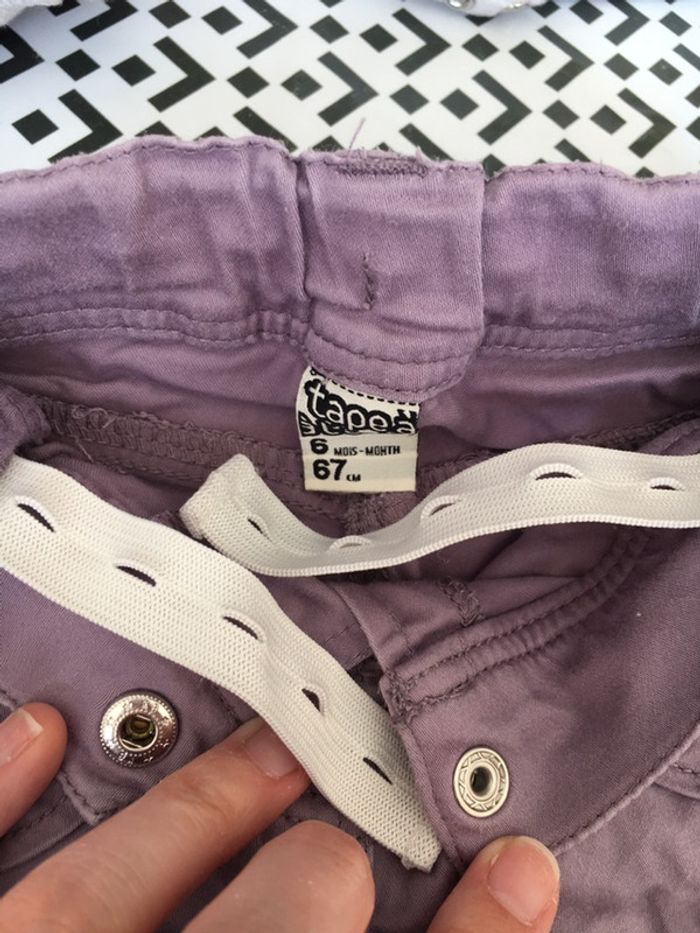 tape à
6 MOIS-MONTH
67 CM